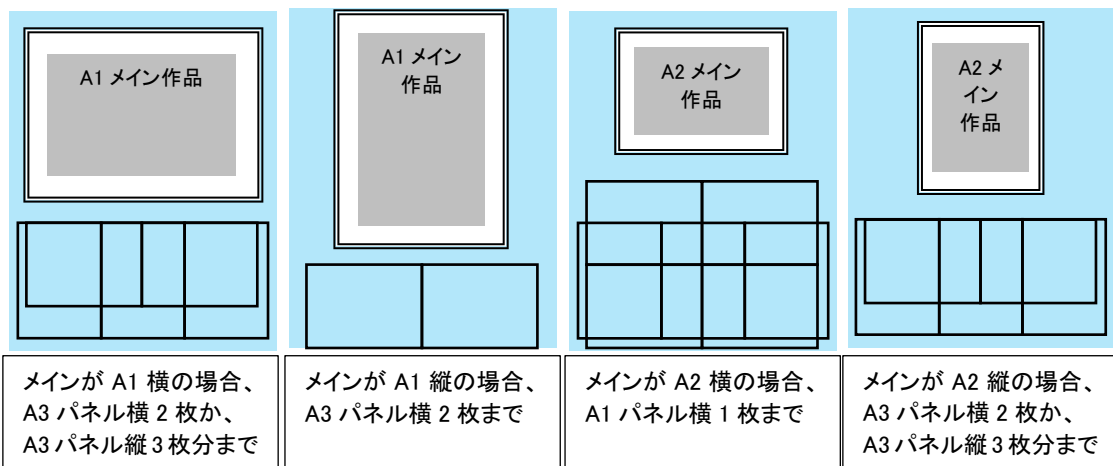 A1 メイン作品
A1 メイン
作品
A2 メイン
作品
A2 メ
イン
作品
メインが A1 横の場合、
A3 パネル横 2 枚か、
A3 パネル縦 3 枚分まで
メインが A1 縦の場合、
A3 パネル横 2 枚まで
メインが A2 横の場合、
A1 パネル横 1 枚まで
メインが A2 縦の場合、
A3 パネル横 2 枚か、
A3 パネル縦 3 枚分まで